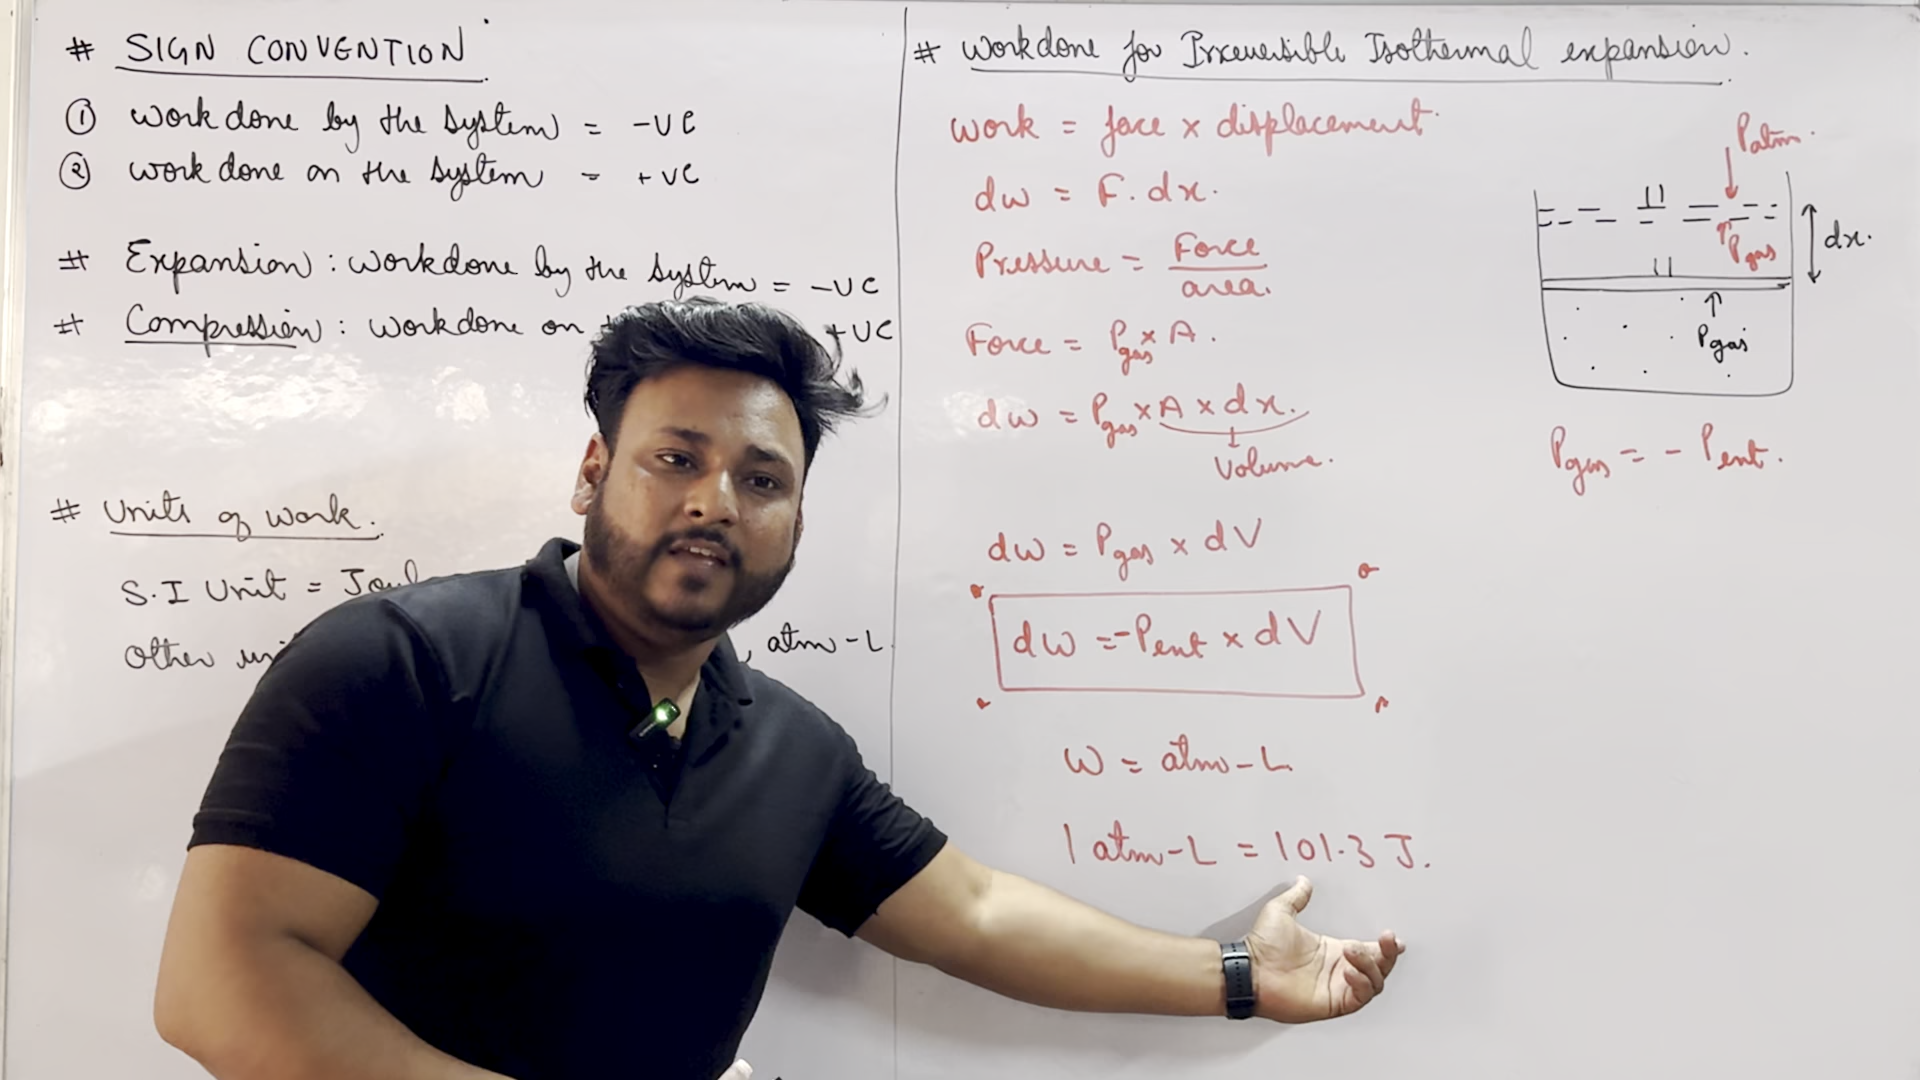 # SIGN CONVENTION
① work done by the system = -ve
② work done on the system = +ve
# Expansion : workdone by the system = -ve
# Compression : workdone on +ve
# Units of work.
S.I Unit = Joul
Other , atm-L
# Workdone for Irreversible Isothermal expansion.
work = force x displacement
dw = F.dx.
Pressure = Force
area.
Force = Pgas x A.
dw = Pgas x A x dx.
Volume.
dw = Pgas x dV
dw = -Pext x dV
W = atm-L
1 atm-L = 101.3 J.
Patm.
Pgas
dx.
Pgas
Pgas = - Pext.